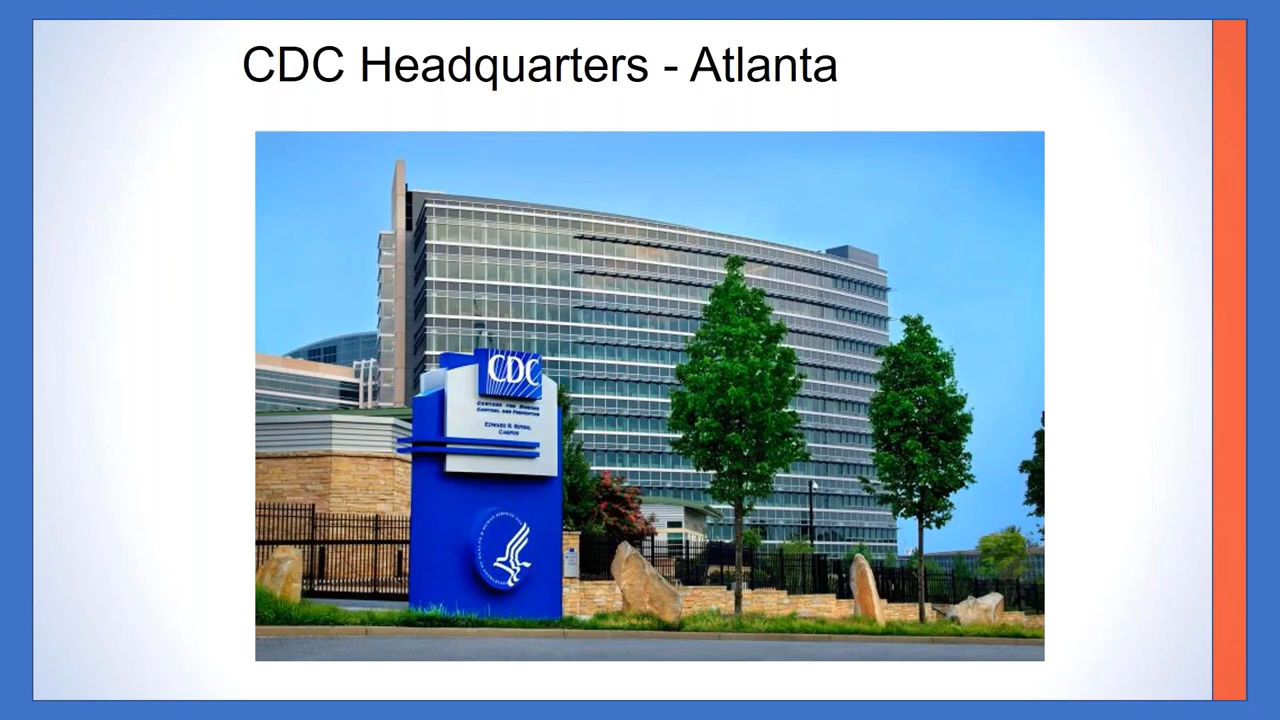 CDC Headquarters - Atlanta
CDC
CENTERS FOR DISEASE
CONTROL AND PREVENTION
EDWARD R. ROYBAL
CAMPUS